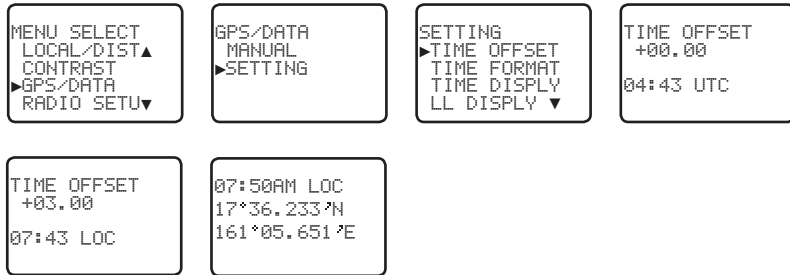 MENU SELECT
LOCAL/DIST▲
CONTRAST
▶GPS/DATA
RADIO SETU▼
GPS/DATA
MANUAL
▶SETTING
SETTING
▶TIME OFFSET
TIME FORMAT
TIME DISPLY
LL DISPLY ▼
TIME OFFSET
+00.00
04:43 UTC
TIME OFFSET
+03.00
07:43 LOC
07:50AM LOC
17°36.233'N
161°05.651'E